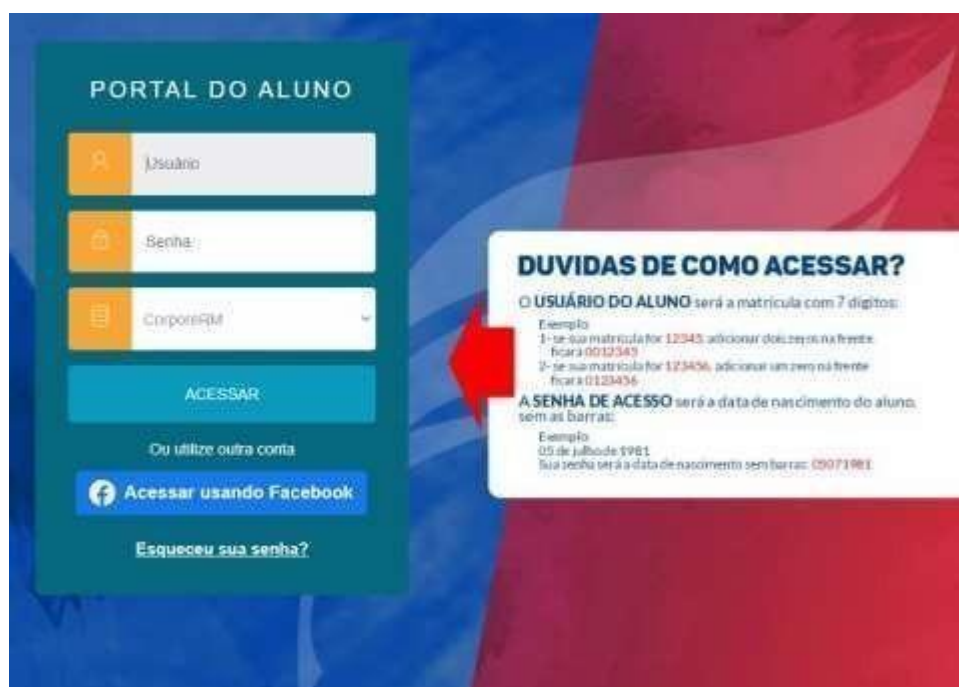 PORTAL DO ALUNO
Usuário
Senha
CorporeRM
ACESSAR
Ou utilize outra conta
Acessar usando Facebook
Esqueceu sua senha?
DUVIDAS DE COMO ACESSAR?
O USUÁRIO DO ALUNO será a matricula com 7 digitos:
Exemplo
1- se sua matricula for 12345, adicionar dois zeros na frente
ficará 0012345
2- se sua matricula for 123456, adicionar um zero na frente
ficará 0123456
A SENHA DE ACESSO será a data de nascimento do aluno,
sem as barras:
Exemplo
05 de julho de 1981
Sua senha será a data de nascimento sem barras: 05071981